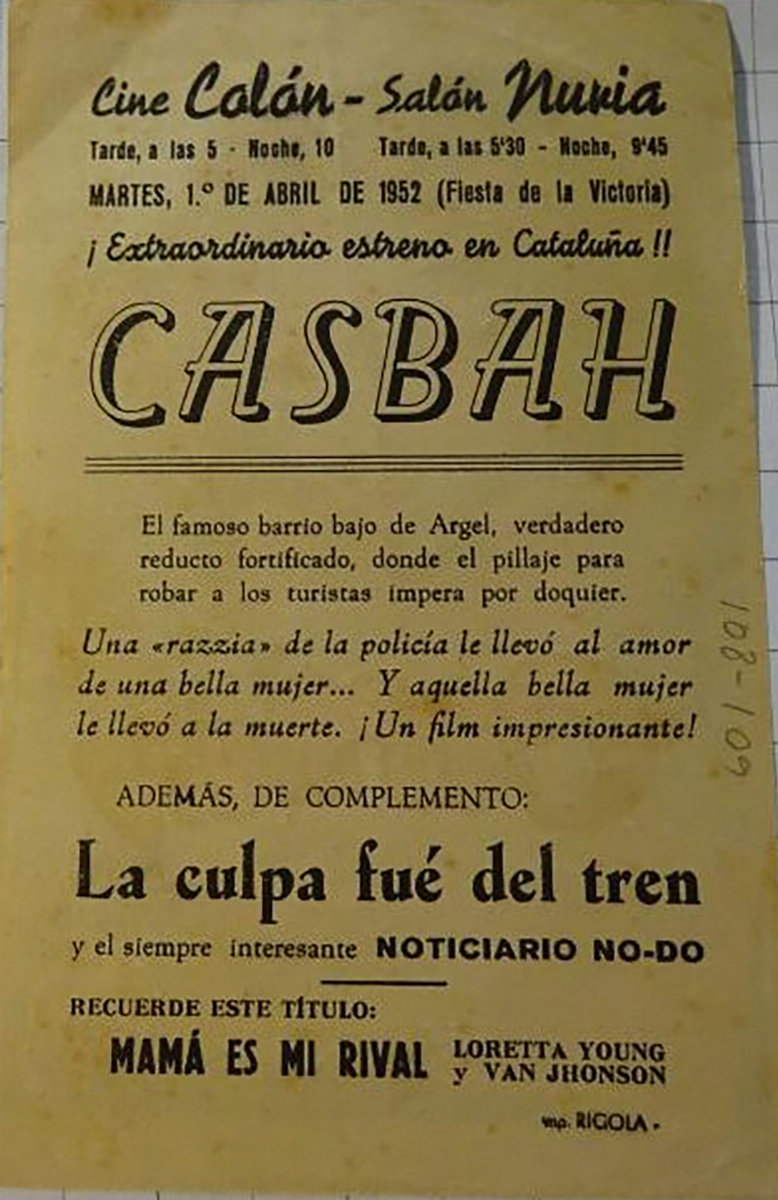 Cine Colón - Salón Nuria
Tarde, a las 5 - Noche, 10 Tarde, a las 5'30 - Noche, 9'45
MARTES, 1.º DE ABRIL DE 1952 (Fiesta de la Victoria)
¡ Extraordinario estreno en Cataluña !!
CASBAH
El famoso barrio bajo de Argel, verdadero
reducto fortificado, donde el pillaje para
robar a los turistas impera por doquier.
Una «razzia» de la policía le llevó al amor
de una bella mujer... Y aquella bella mujer
le llevó a la muerte. ¡Un film impresionante!
ADEMÁS, DE COMPLEMENTO:
La culpa fué del tren
y el siempre interesante NOTICIARIO NO-DO
RECUERDE ESTE TÍTULO:
MAMÁ ES MI RIVAL LORETTA YOUNG
y VAN JHONSON
Imp. RIGOLA.
108-109